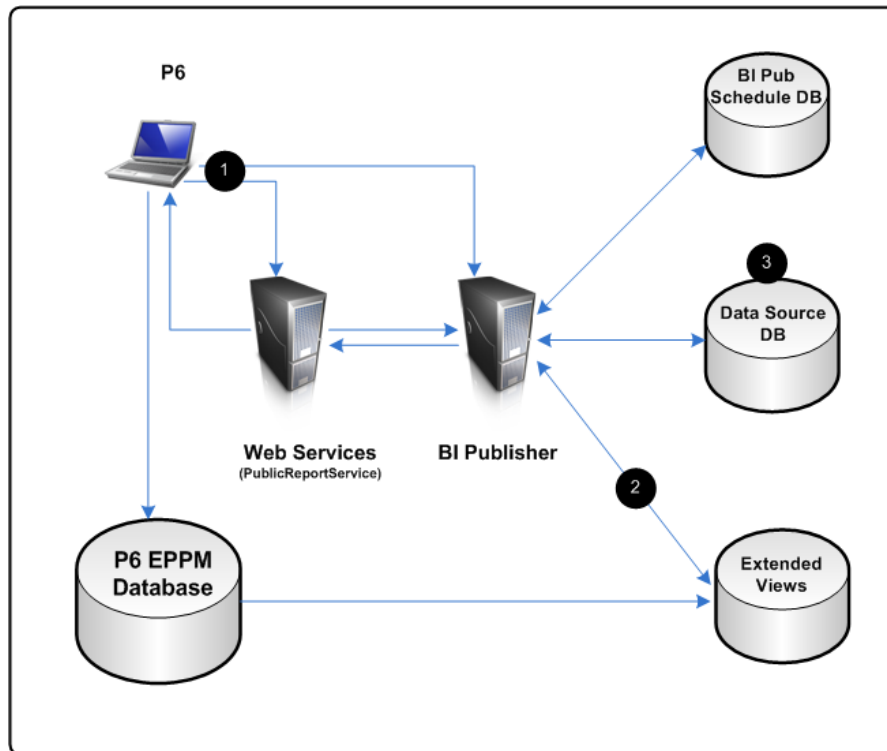 P6
BI Pub
Schedule DB
1
3
Data Source
DB
Web Services
(PublicReportService)
BI Publisher
2
P6 EPPM
Database
Extended
Views